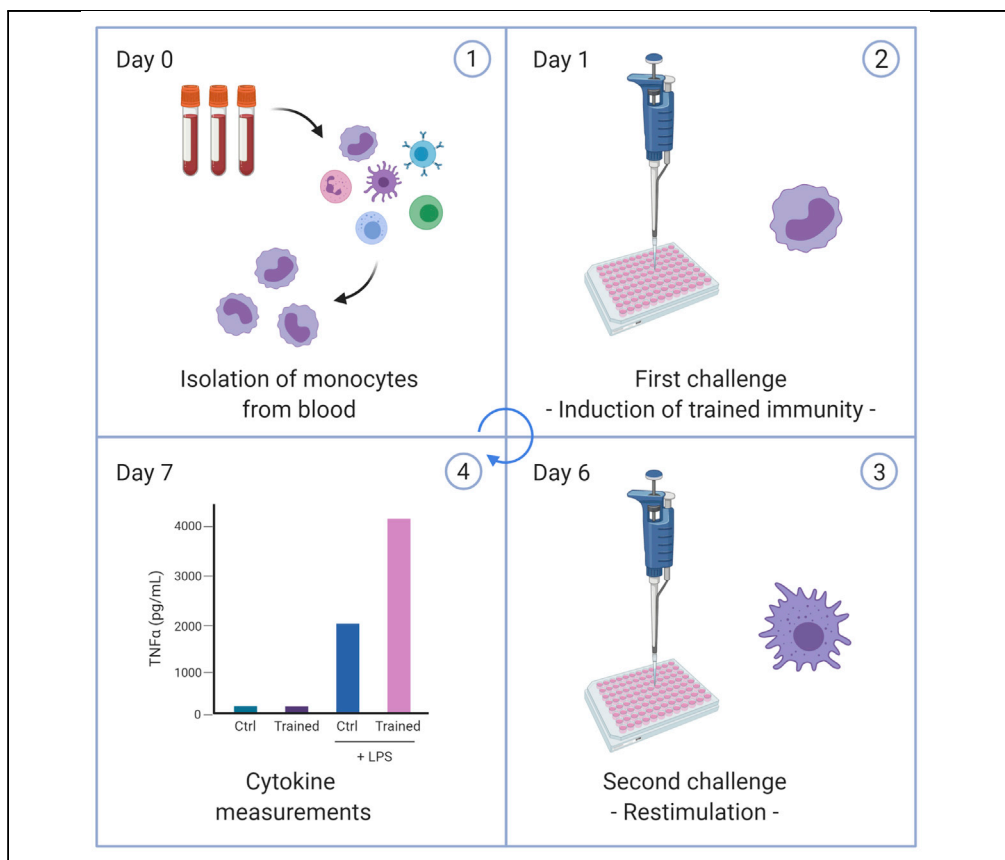 Day 0
1
Isolation of monocytes
from blood
Day 1
2
First challenge
- Induction of trained immunity -
Day 7
4
TNFα (pg/mL)
4000
3000
2000
1000
0
Ctrl
Trained
Ctrl
Trained
+ LPS
Cytokine
measurements
Day 6
3
Second challenge
- Restimulation -